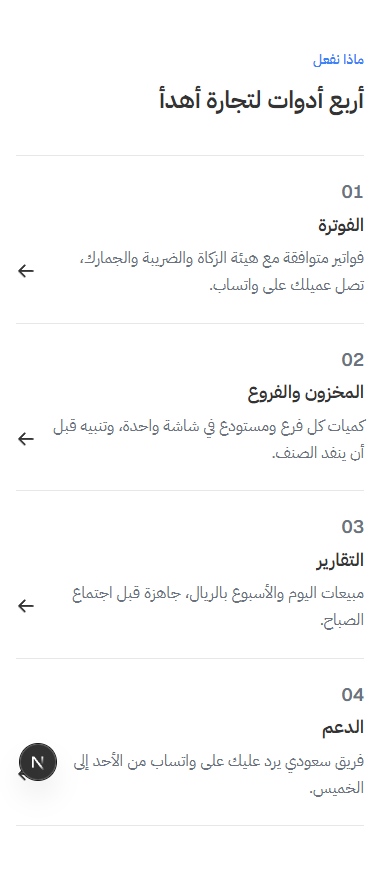 ماذا نفعل
أربع أدوات لتجارة أهدأ
01
الفوترة
فواتير متوافقة مع هيئة الزكاة والضريبة والجمارك،
تصل عميلك على واتساب.
02
المخزون والفروع
كميات كل فرع ومستودع في شاشة واحدة، وتنبيه قبل
أن ينفد الصنف.
03
التقارير
مبيعات اليوم والأسبوع بالريال، جاهزة قبل اجتماع
الصباح.
04
الدعم
فريق سعودي يرد عليك على واتساب من الأحد إلى
الخميس.
N